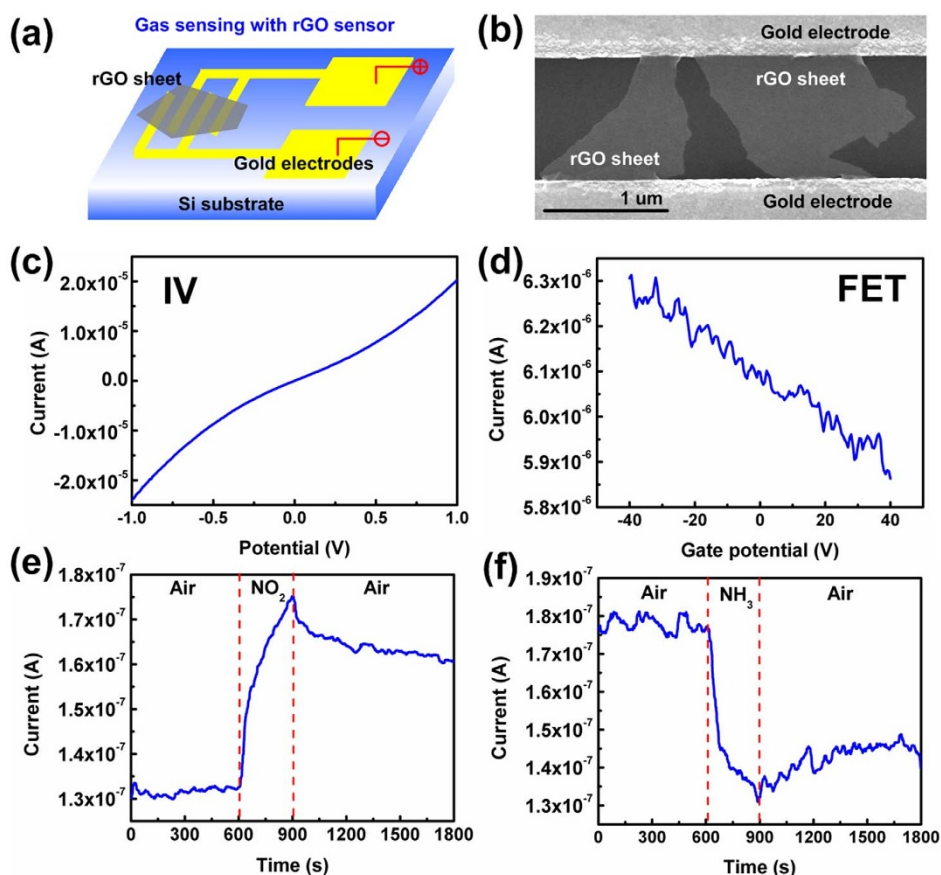 (a)
Gas sensing with rGO sensor
rGO sheet
⊕
⊖
Gold electrodes
Si substrate
(b)
Gold electrode
rGO sheet
rGO sheet
1 um
Gold electrode
(c)
IV
2.0x10⁻⁵
1.0x10⁻⁵
0.0
-1.0x10⁻⁵
-2.0x10⁻⁵
Current (A)
-1.0 -0.5 0.0 0.5 1.0
Potential (V)
(d)
FET
6.3x10⁻⁶
6.2x10⁻⁶
6.1x10⁻⁶
6.0x10⁻⁶
5.9x10⁻⁶
5.8x10⁻⁶
Current (A)
-40 -20 0 20 40
Gate potential (V)
(e)
Air NO₂ Air
1.8x10⁻⁷
1.7x10⁻⁷
1.6x10⁻⁷
1.5x10⁻⁷
1.4x10⁻⁷
1.3x10⁻⁷
Current (A)
0 300 600 900 1200 1500 1800
Time (s)
(f)
Air NH₃ Air
1.9x10⁻⁷
1.8x10⁻⁷
1.7x10⁻⁷
1.6x10⁻⁷
1.5x10⁻⁷
1.4x10⁻⁷
1.3x10⁻⁷
Current (A)
0 300 600 900 1200 1500 1800
Time (s)